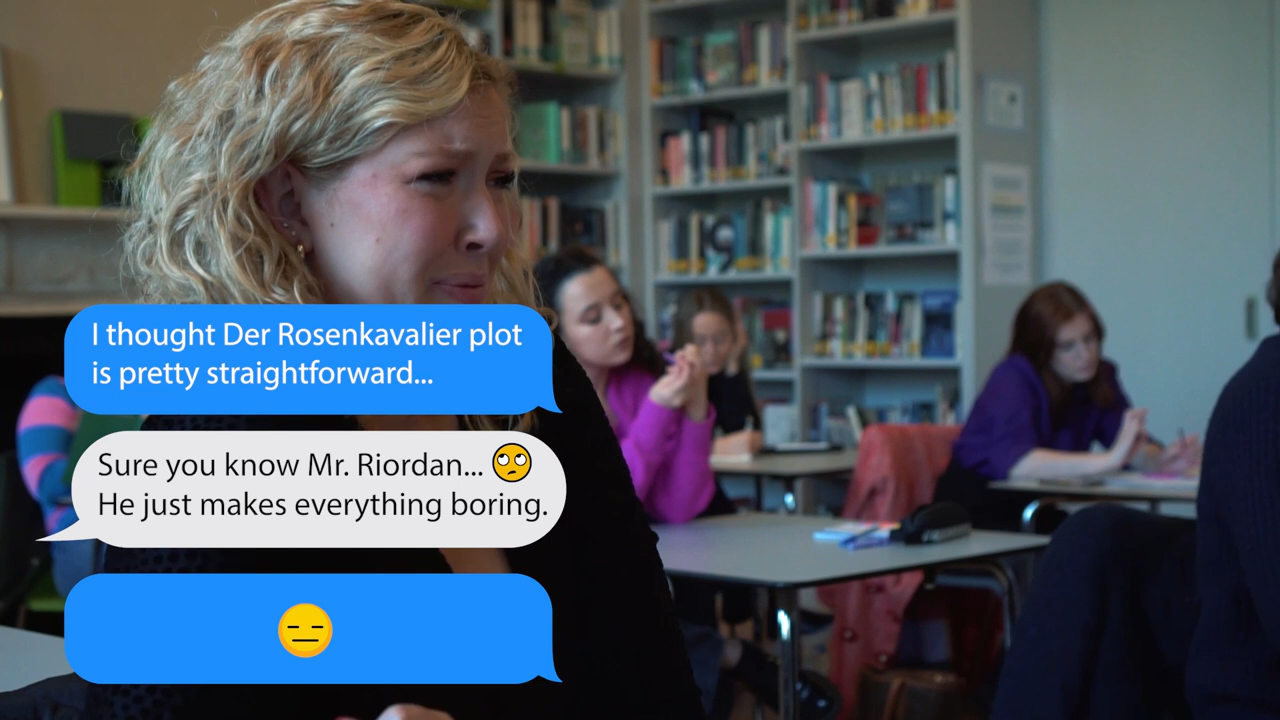 I thought Der Rosenkavalier plot
is pretty straightforward...
Sure you know Mr. Riordan... 🙄
He just makes everything boring.
😑